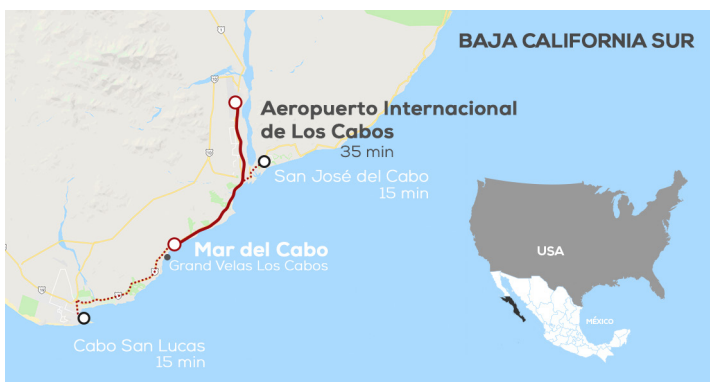 BAJA CALIFORNIA SUR
Aeropuerto Internacional
de Los Cabos
35 min
San José del Cabo
15 min
Mar del Cabo
Grand Velas Los Cabos
Cabo San Lucas
15 min
USA
MÉXICO